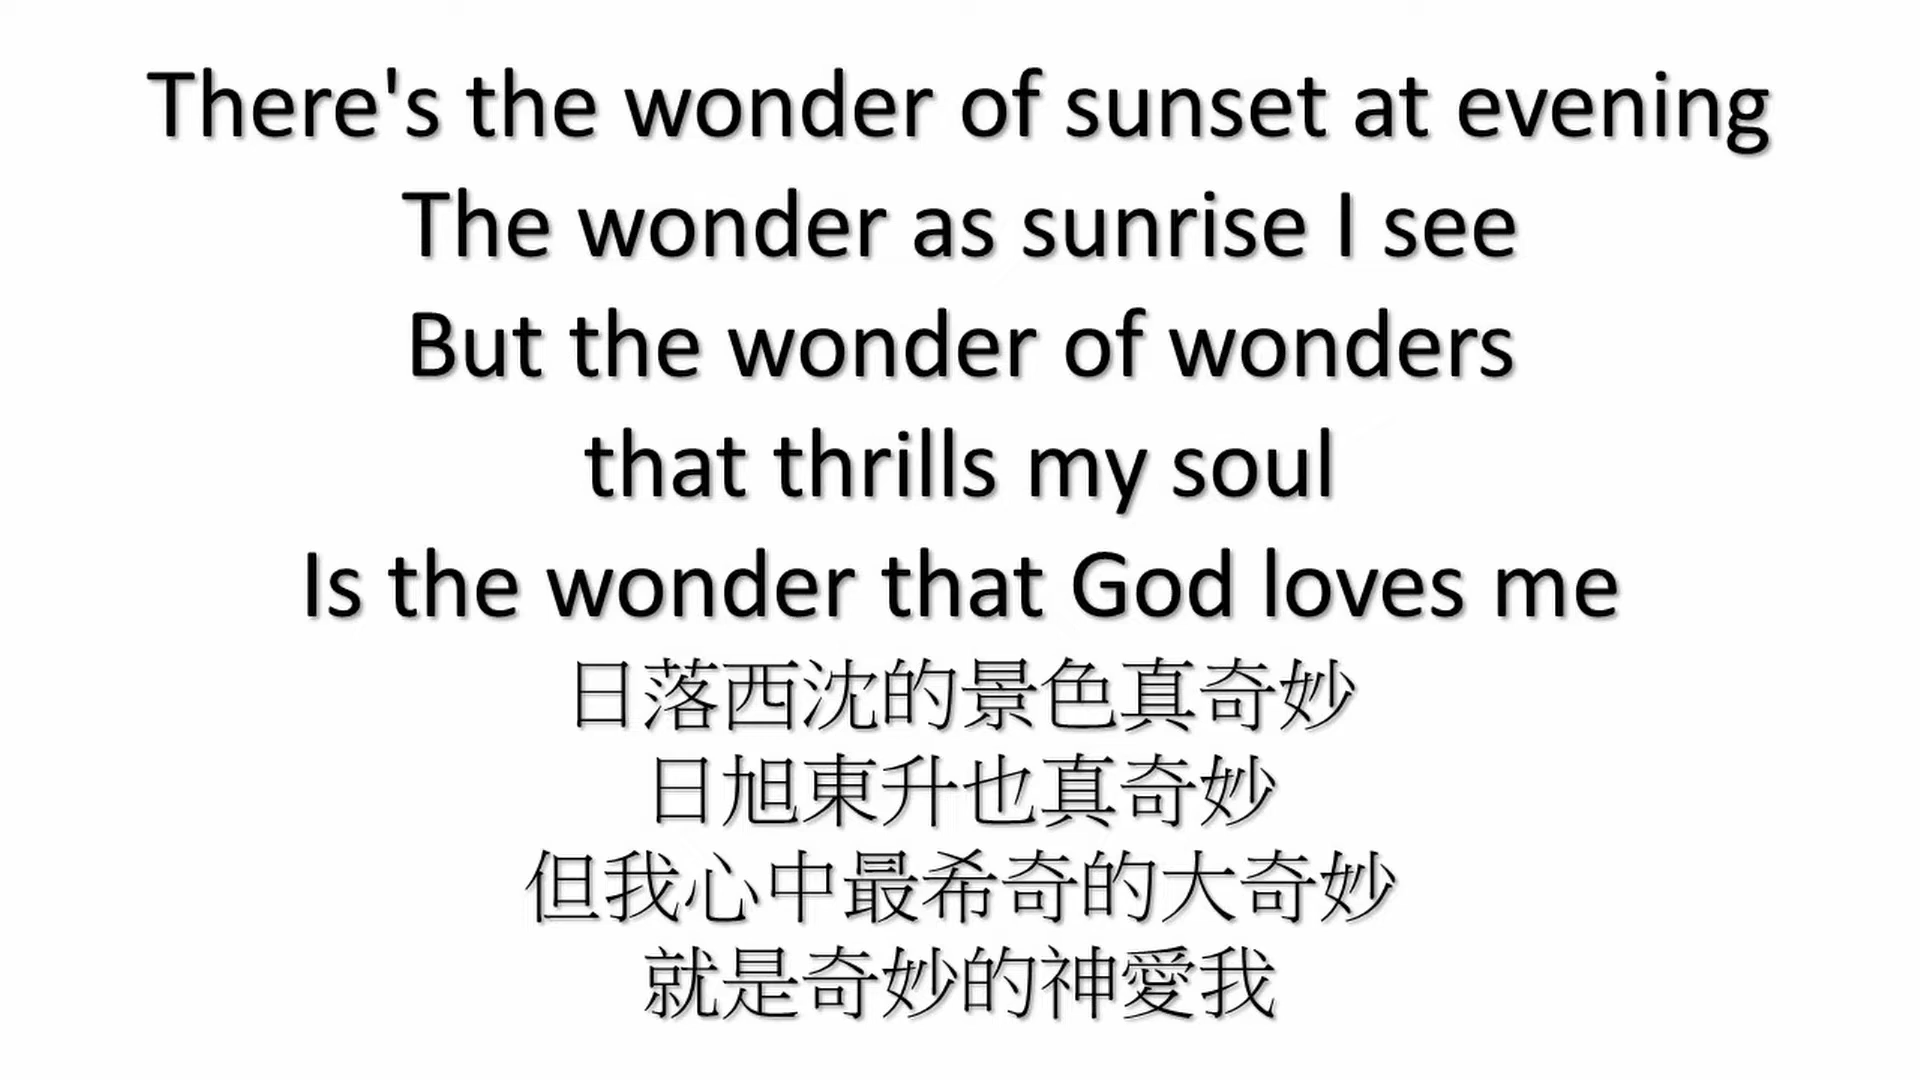 There's the wonder of sunset at evening
The wonder as sunrise I see
But the wonder of wonders
that thrills my soul
Is the wonder that God loves me
日落西沈的景色真奇妙
日旭東升也真奇妙
但我心中最希奇的大奇妙
就是奇妙的神愛我